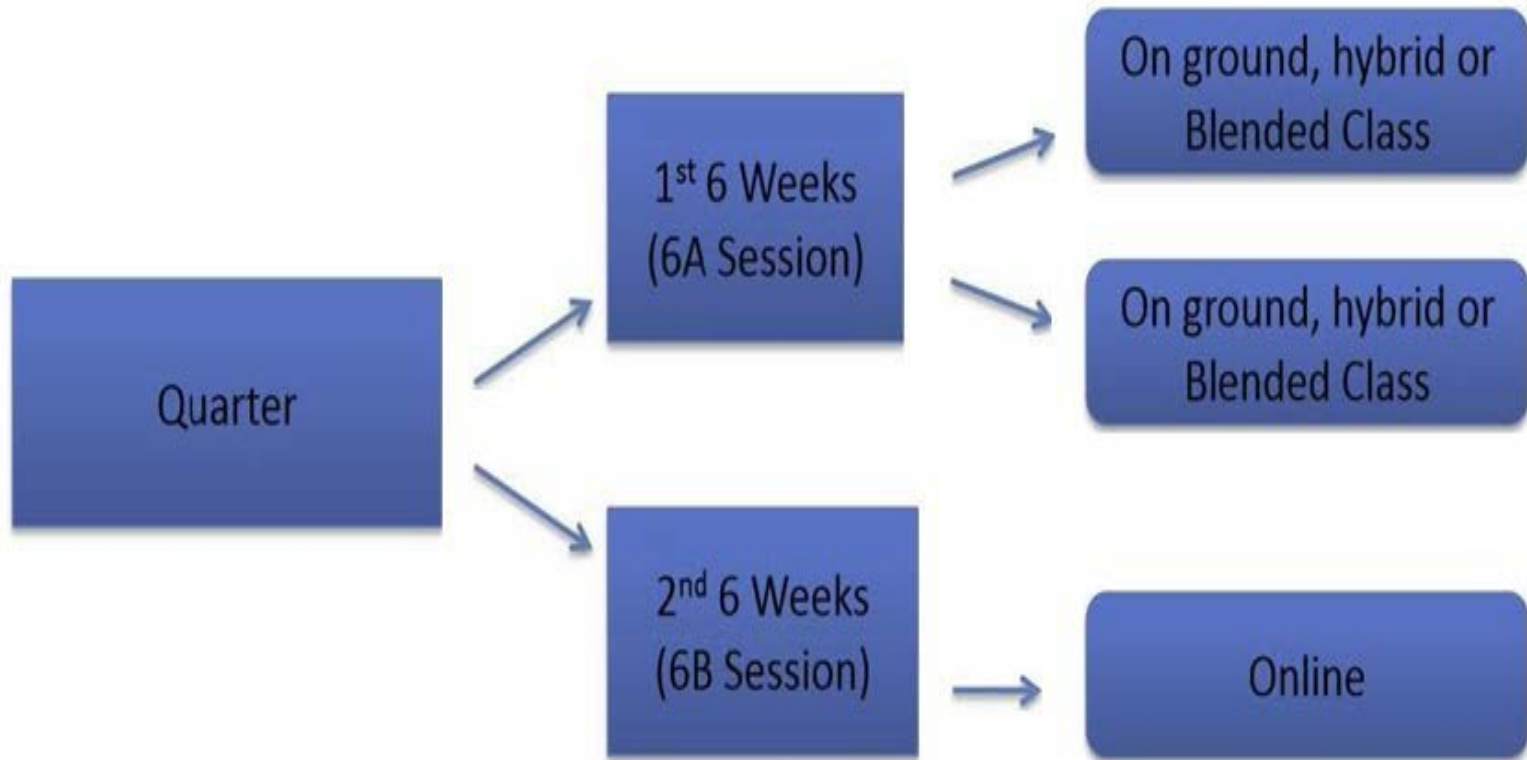 Quarter
1st 6 Weeks
(6A Session)
2nd 6 Weeks
(6B Session)
On ground, hybrid or
Blended Class
On ground, hybrid or
Blended Class
Online